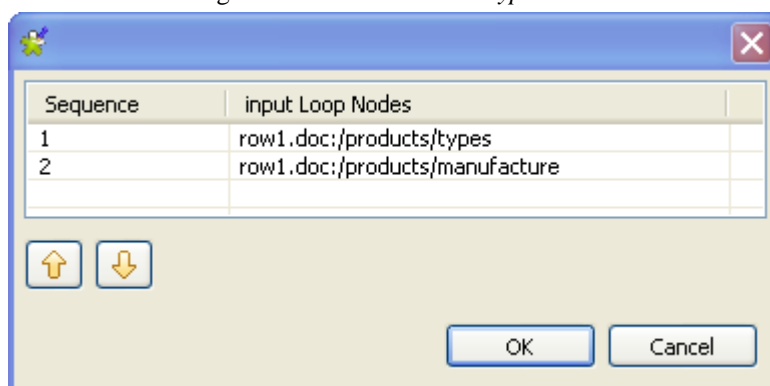 Sequence input Loop Nodes
1 row1.doc:/products/types
2 row1.doc:/products/manufacture
OK Cancel